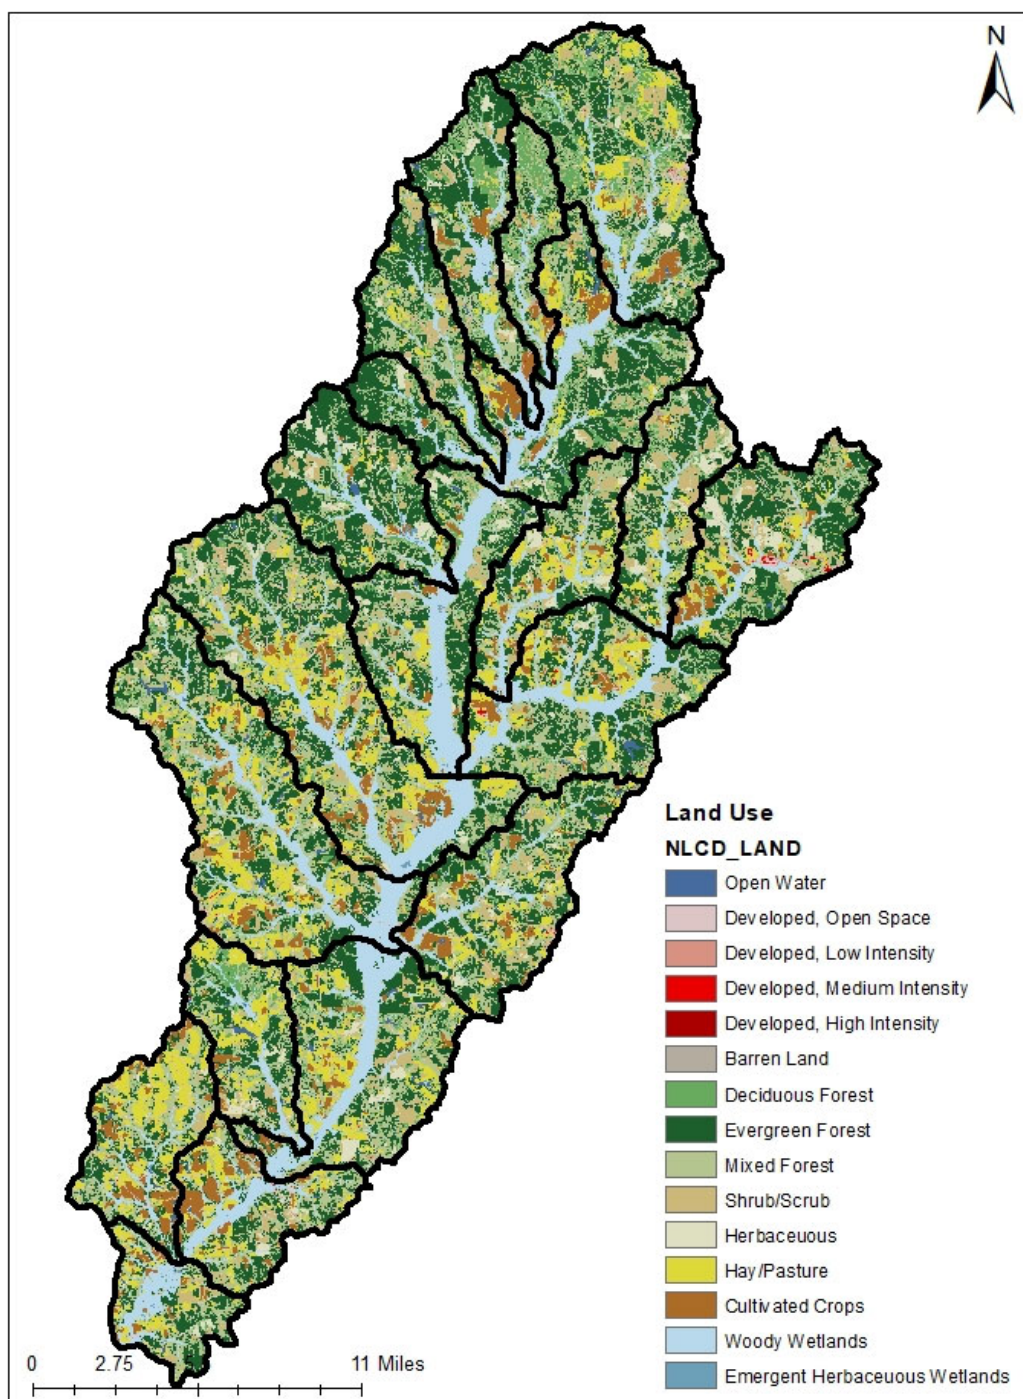 N
Land Use
NLCD_LAND
Open Water
Developed, Open Space
Developed, Low Intensity
Developed, Medium Intensity
Developed, High Intensity
Barren Land
Deciduous Forest
Evergreen Forest
Mixed Forest
Shrub/Scrub
Herbaceuous
Hay/Pasture
Cultivated Crops
Woody Wetlands
Emergent Herbaceuous Wetlands
0 2.75 11 Miles